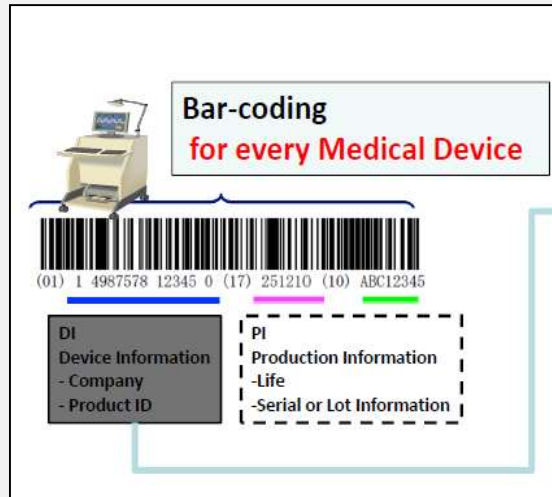 Bar-coding
for every Medical Device
(01) 1 4987578 12345 0 (17) 251210 (10) ABC12345
DI
Device Information
- Company
- Product ID
PI
Production Information
-Life
-Serial or Lot Information